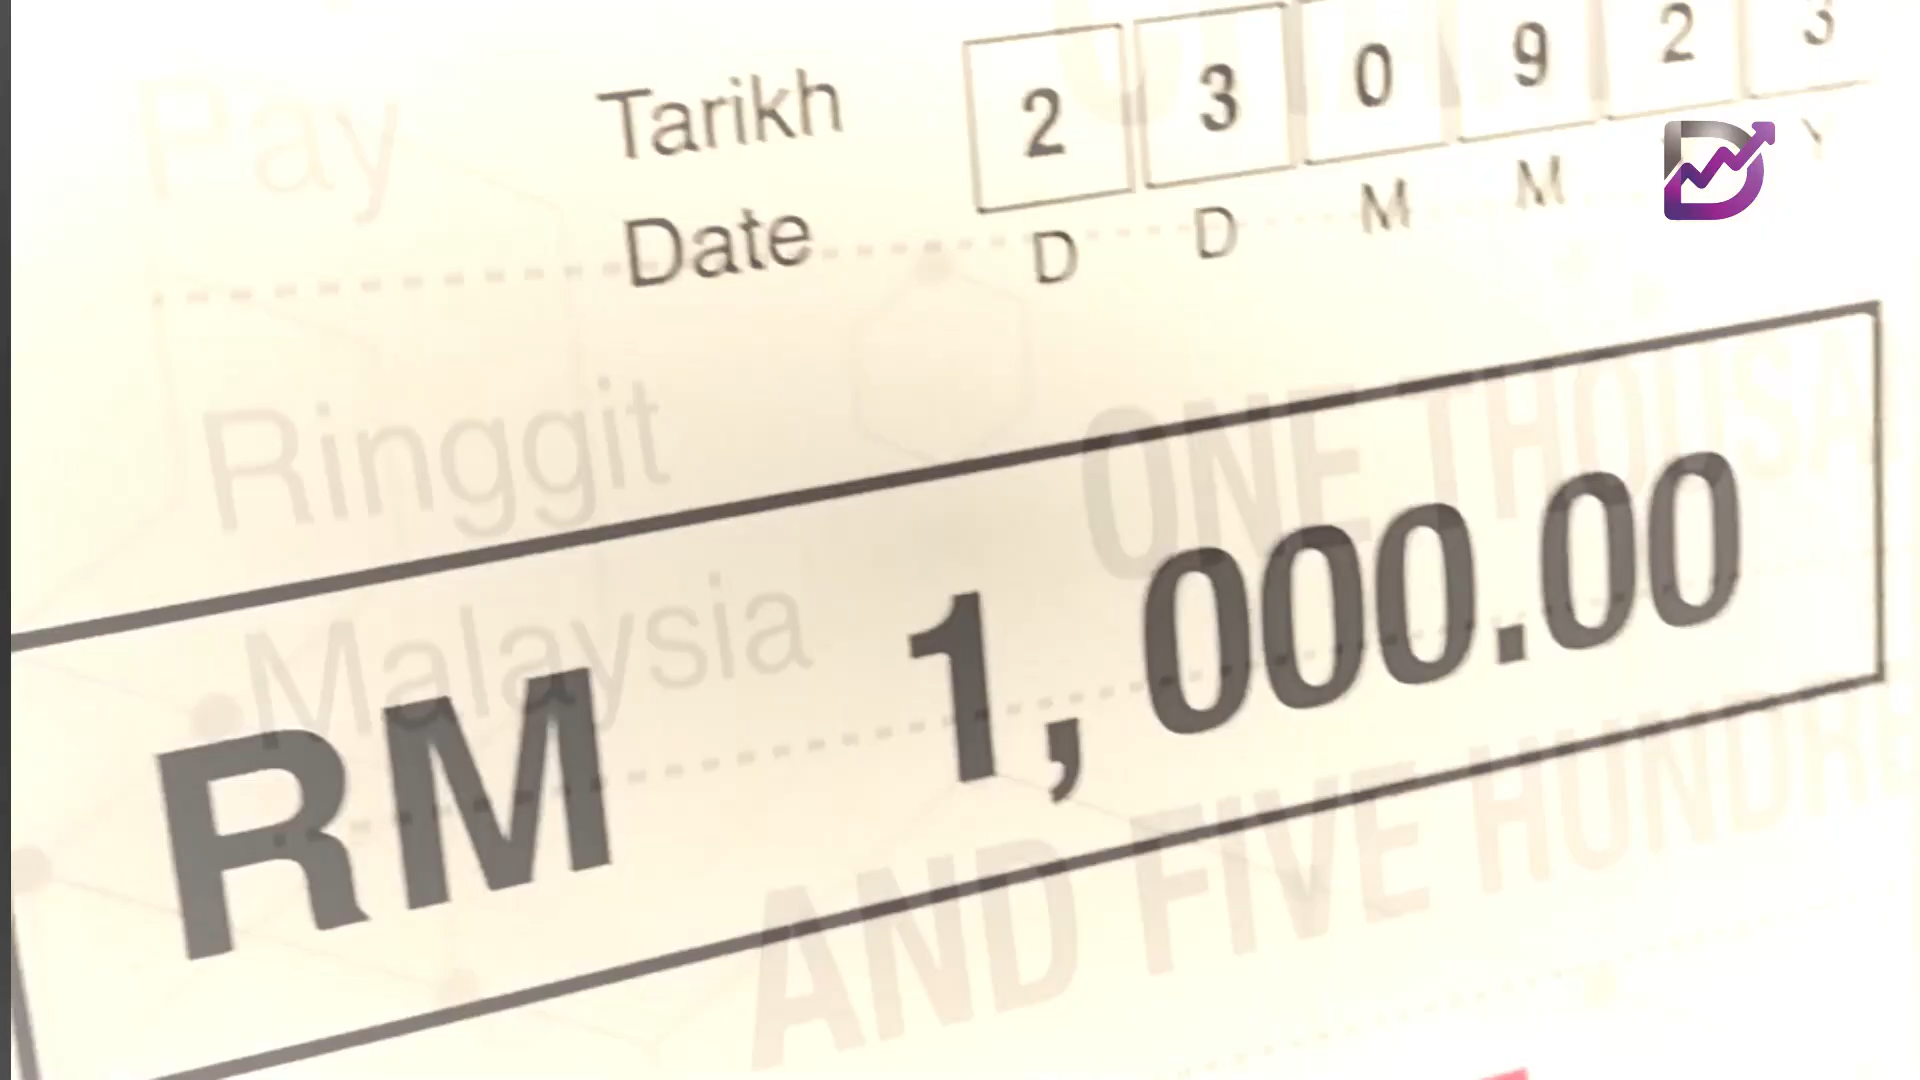 Tarikh 2 3 0 9 2 3
Date D D M M Y
Pay
Ringgit
Malaysia
ONE THOUSA
RM 1,000.00
AND FIVE HUNDRE